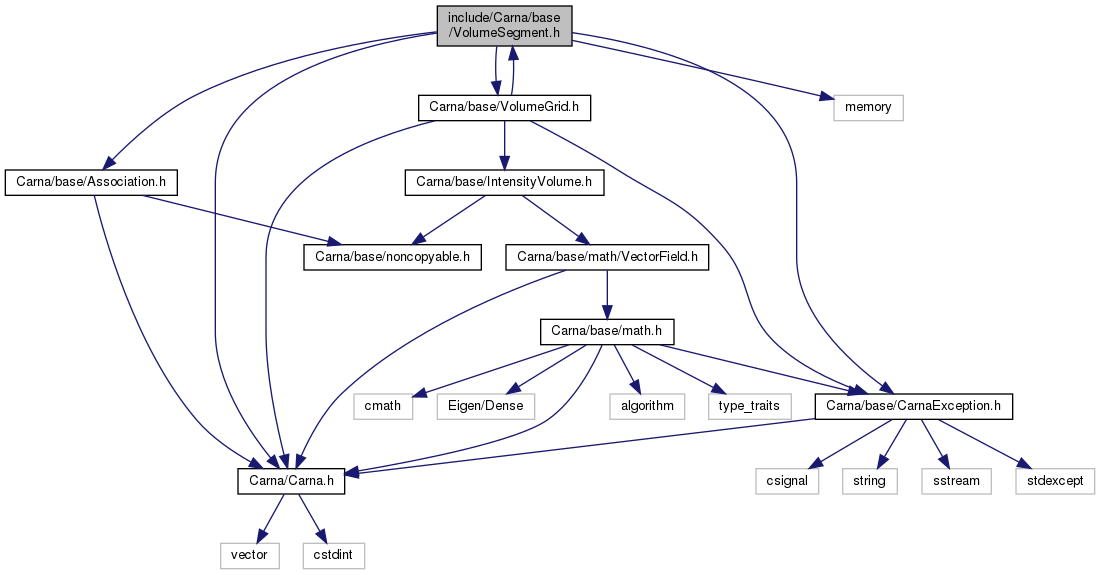 include/Carna/base
/VolumeSegment.h
Carna/base/VolumeGrid.h
memory
Carna/base/Association.h
Carna/base/IntensityVolume.h
Carna/base/noncopyable.h
Carna/base/math/VectorField.h
Carna/base/math.h
cmath
Eigen/Dense
algorithm
type_traits
Carna/base/CarnaException.h
Carna/Carna.h
csignal
string
sstream
stdexcept
vector
cstdint